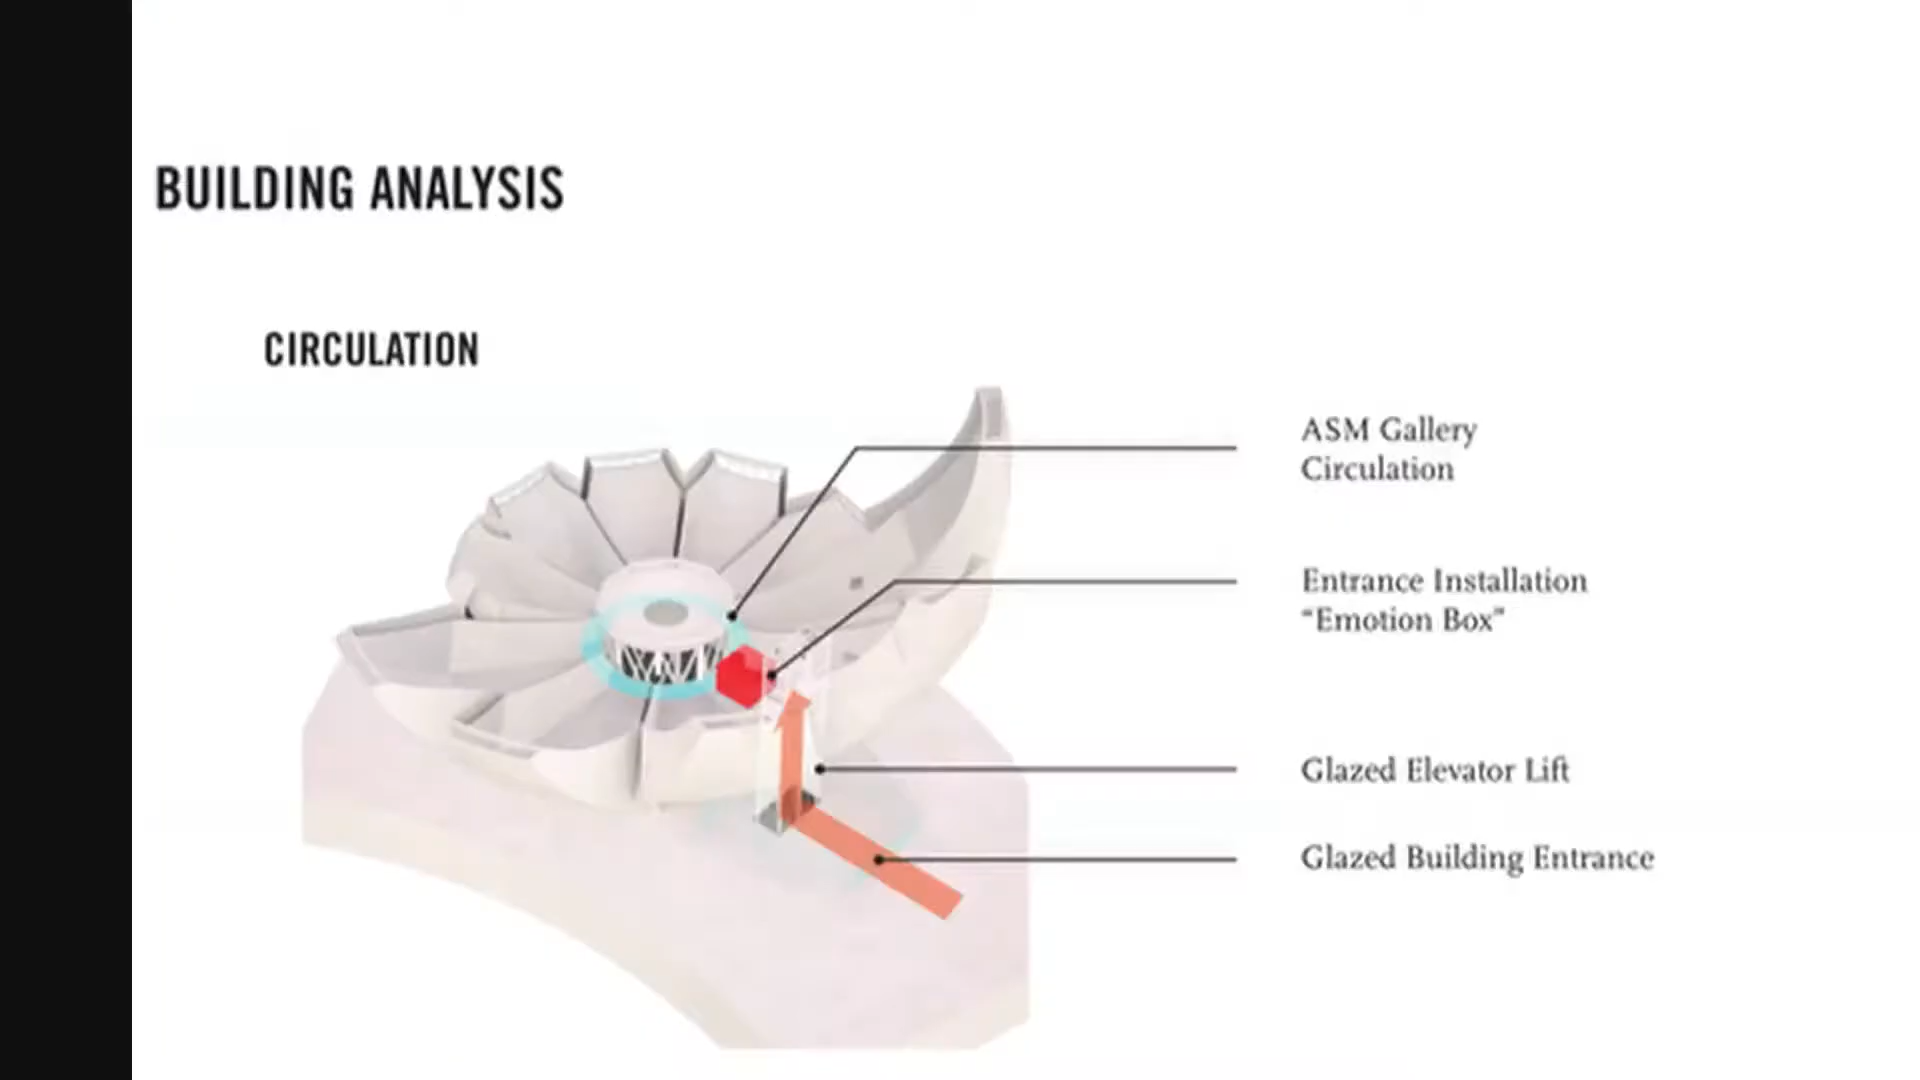 BUILDING ANALYSIS
CIRCULATION
ASM Gallery
Circulation
Entrance Installation
“Emotion Box”
Glazed Elevator Lift
Glazed Building Entrance